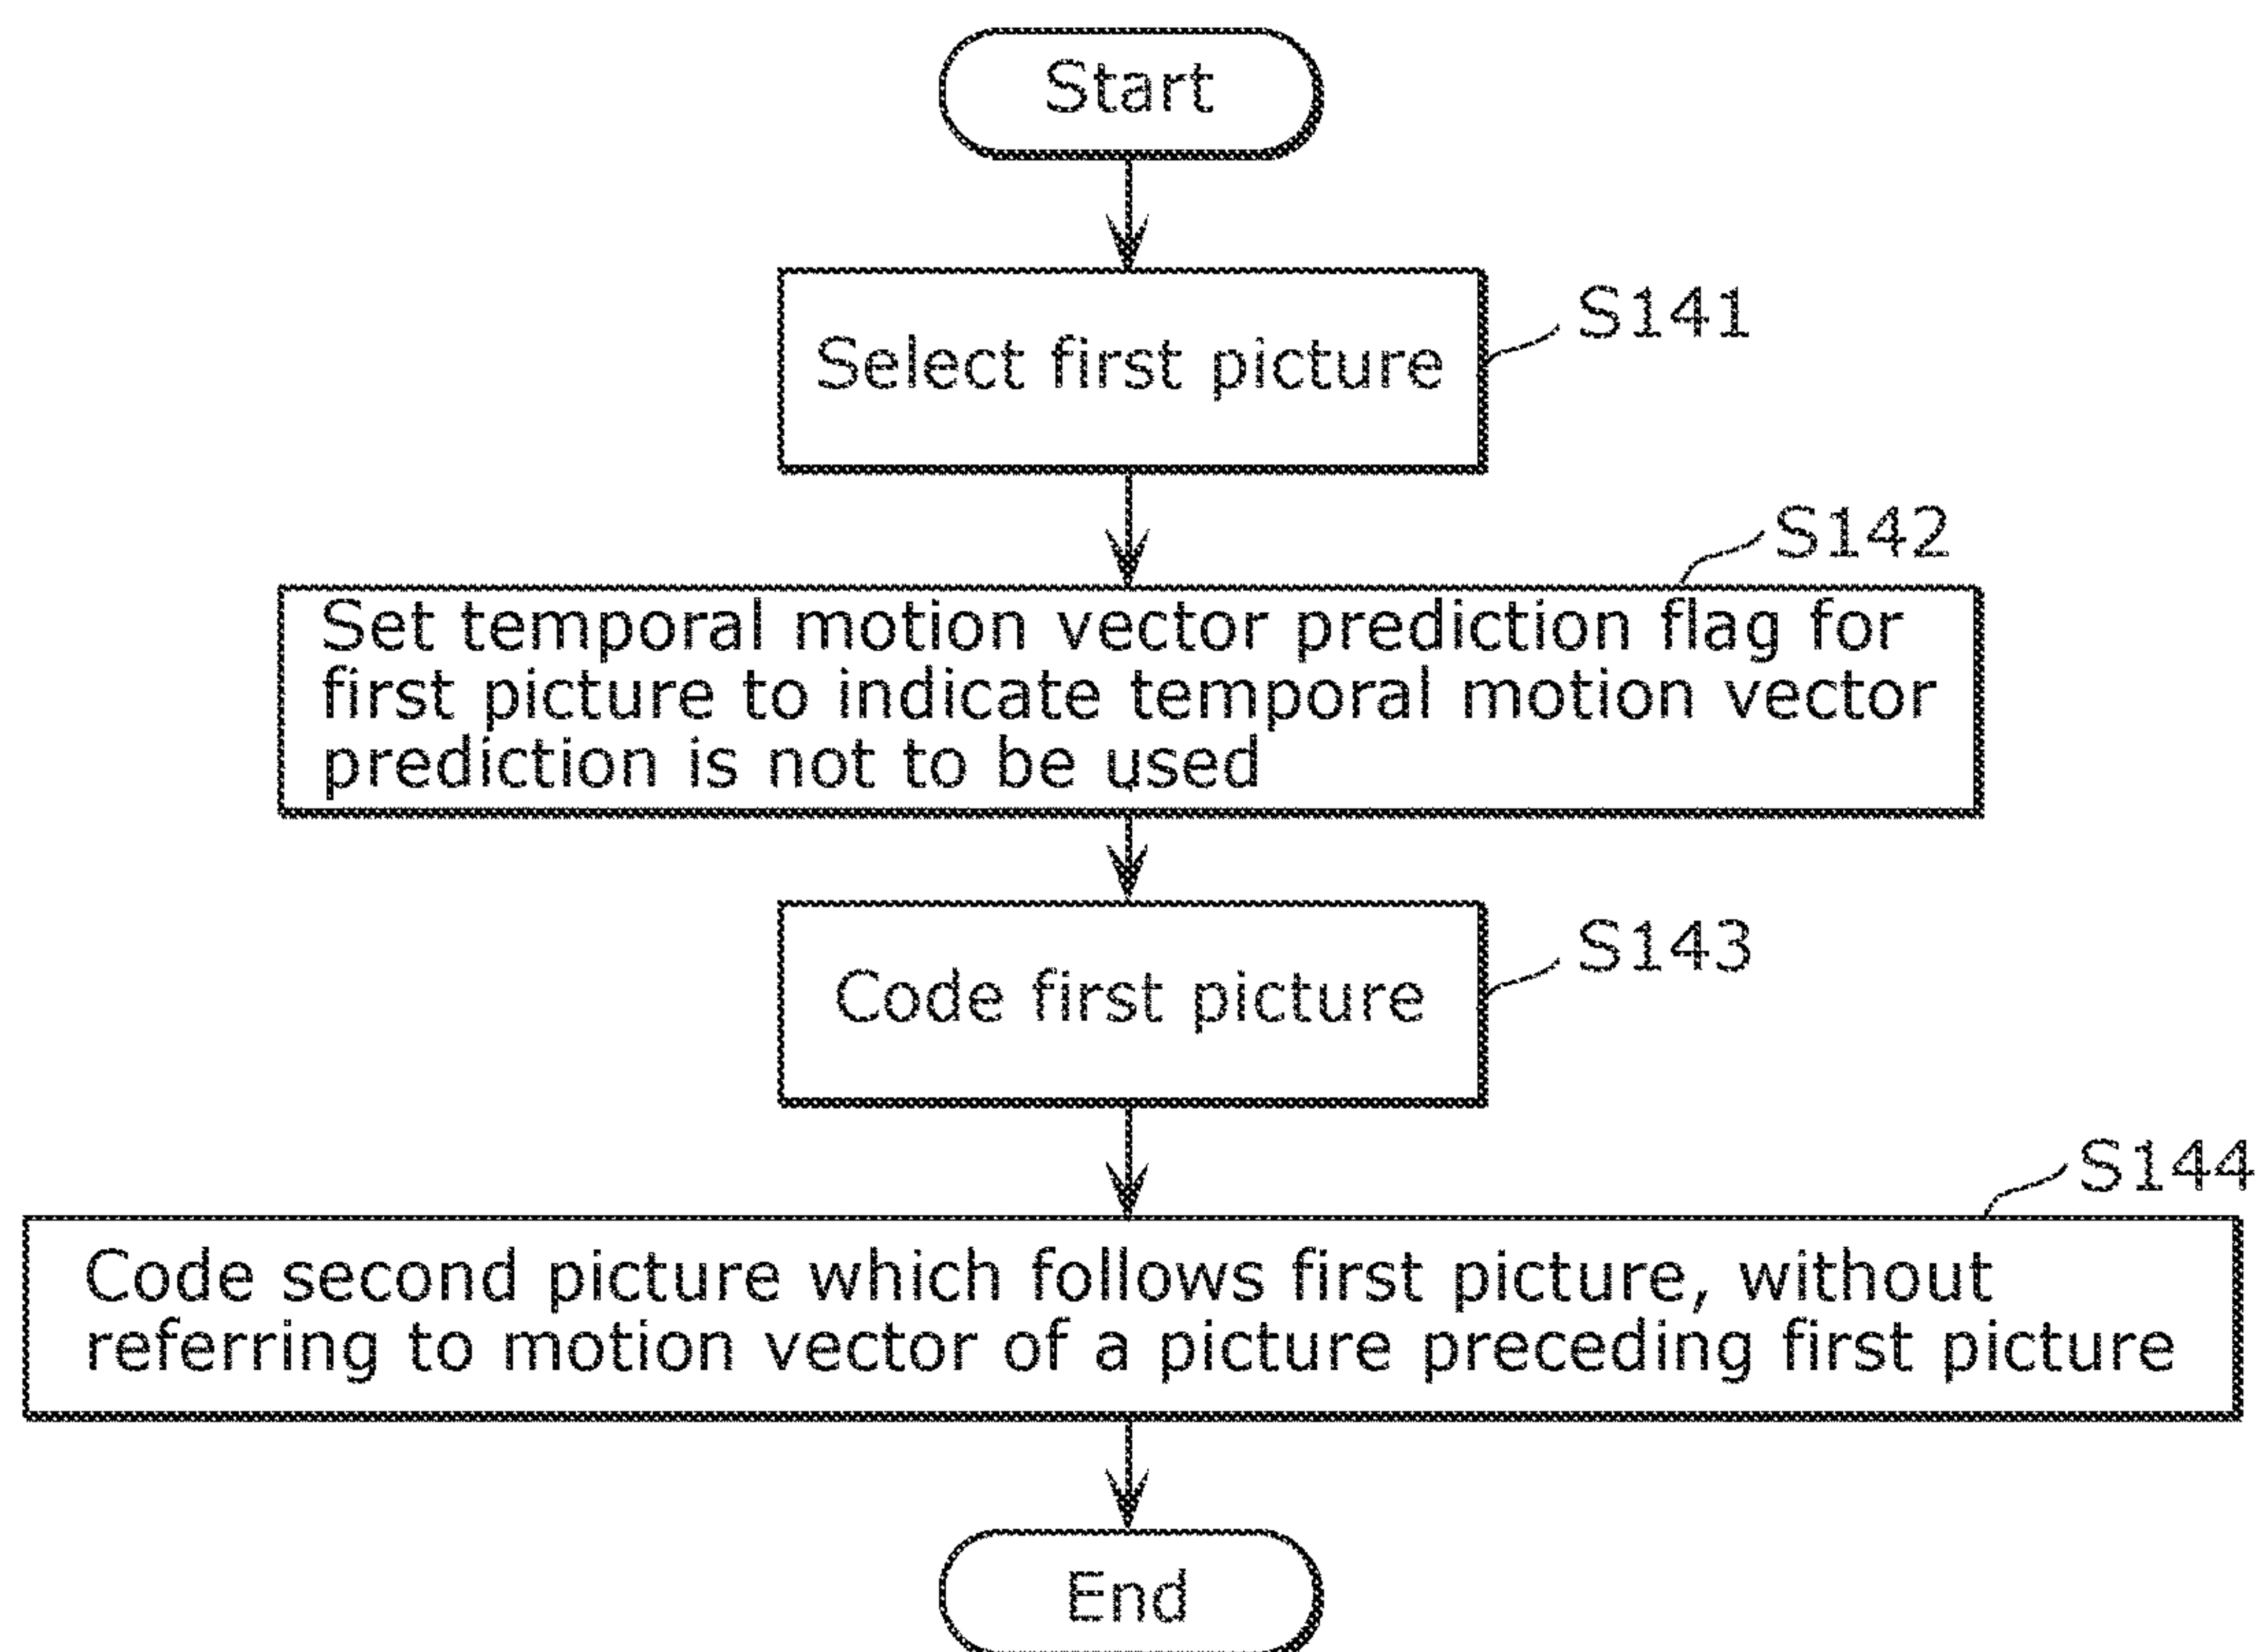 Start
Select first picture
S141
S142
Set temporal motion vector prediction flag for
first picture to indicate temporal motion vector
prediction is not to be used
Code first picture
S143
S144
Code second picture which follows first picture, without
referring to motion vector of a picture preceding first picture
End